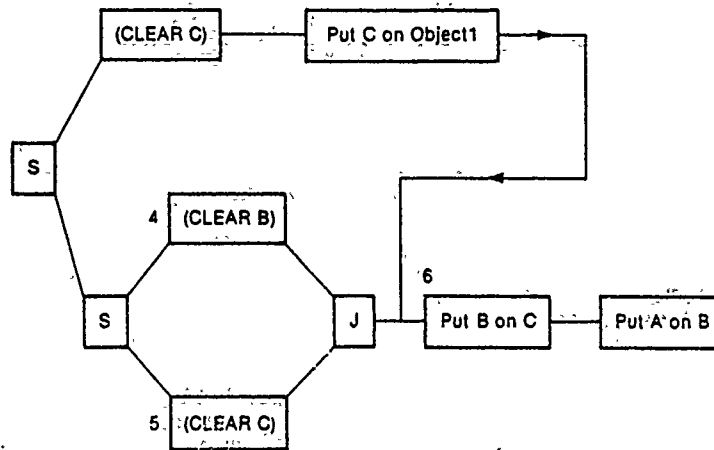 (CLEAR C)
Put C on Object1
S
4
(CLEAR B)
6
S
J
Put B on C
Put A on B
5
(CLEAR C)